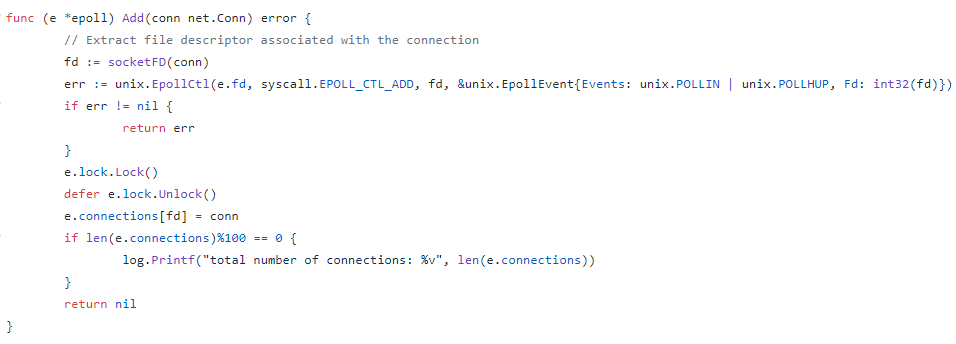 func (e *epoll) Add(conn net.Conn) error {
        // Extract file descriptor associated with the connection
        fd := socketFD(conn)
        err := unix.EpollCtl(e.fd, syscall.EPOLL_CTL_ADD, fd, &unix.EpollEvent{Events: unix.POLLIN | unix.POLLHUP, Fd: int32(fd)})
        if err != nil {
                return err
        }
        e.lock.Lock()
        defer e.lock.Unlock()
        e.connections[fd] = conn
        if len(e.connections)%100 == 0 {
                log.Printf("total number of connections: %v", len(e.connections))
        }
        return nil
}